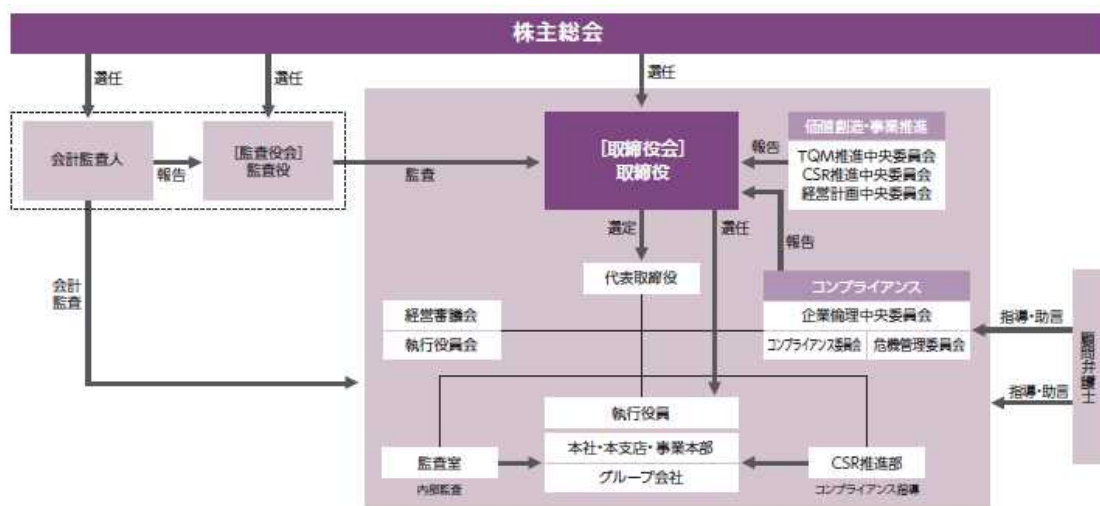 株主総会
選任
選任
選任
会計監査人
報告
[監査役会]
監査役
監査
[取締役会]
取締役
報告
価値創造・事業推進
TQM推進中央委員会
CSR推進中央委員会
経営計画中央委員会
選定
選任
報告
会計
監査
代表取締役
コンプライアンス
経営審議会
執行役員会
企業倫理中央委員会
コンプライアンス委員会
危機管理委員会
指導・助言
顧問弁護士
指導・助言
執行役員
本社・本支店・事業本部
グループ会社
監査室
内部監査
CSR推進部
コンプライアンス指導